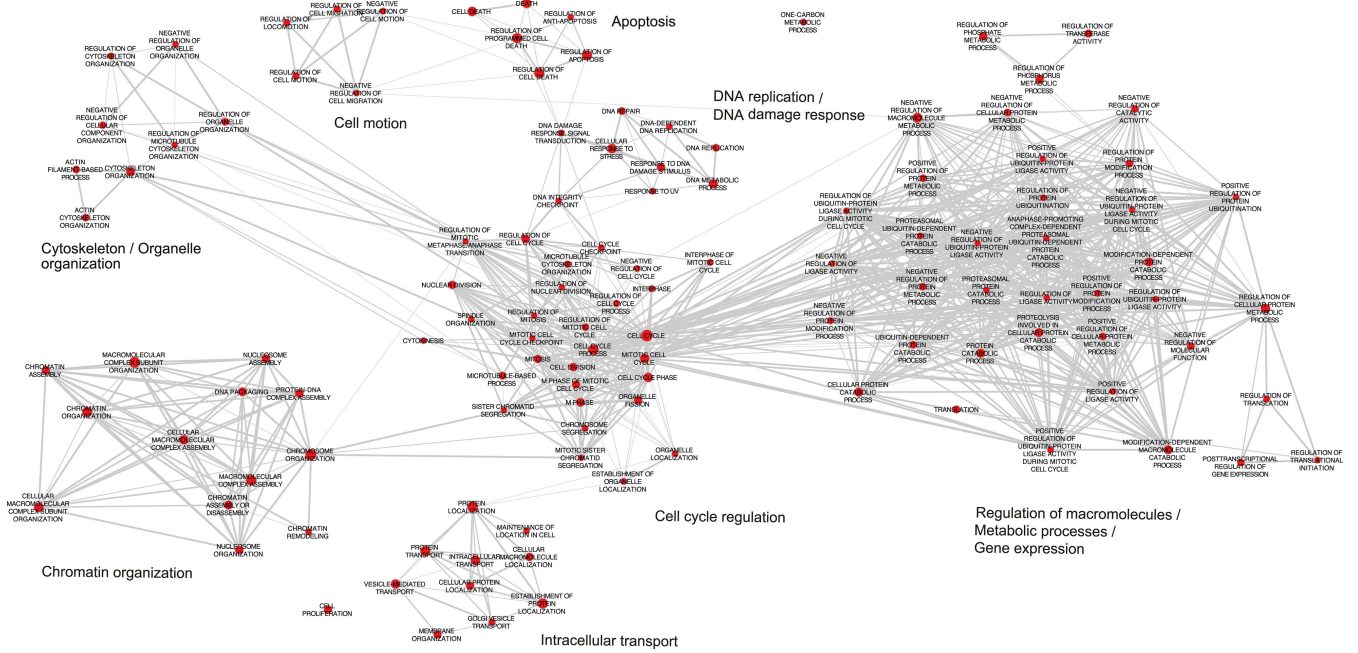 REGULATION OF
LOCOMOTION
REGULATION OF
CELL MIGRATION
NEGATIVE
REGULATION OF
CELL MOTION
REGULATION OF
CELL MOTION
NEGATIVE
REGULATION OF
CELL MIGRATION
Cell motion
CELL DEATH
DEATH
REGULATION OF
ANTI-APOPTOSIS
REGULATION OF
PROGRAMMED CELL
DEATH
REGULATION OF
APOPTOSIS
REGULATION OF
CELL DEATH
Apoptosis
ONE-CARBON
METABOLIC
PROCESS
REGULATION OF
CYTOSKELETON
ORGANIZATION
NEGATIVE
REGULATION OF
ORGANELLE
ORGANIZATION
NEGATIVE
REGULATION OF
CELLULAR
COMPONENT
ORGANIZATION
REGULATION OF
ORGANELLE
ORGANIZATION
REGULATION OF
MICROTUBULE
CYTOSKELETON
ORGANIZATION
ACTIN
FILAMENT-BASED
PROCESS
CYTOSKELETON
ORGANIZATION
ACTIN
CYTOSKELETON
ORGANIZATION
Cytoskeleton / Organelle
organization
DNA REPAIR
DNA-DEPENDENT
DNA REPLICATION
DNA DAMAGE
RESPONSE, SIGNAL
TRANSDUCTION
CELLULAR
RESPONSE TO
STRESS
DNA REPLICATION
RESPONSE TO DNA
DAMAGE STIMULUS
DNA METABOLIC
PROCESS
RESPONSE TO UV
DNA INTEGRITY
CHECKPOINT
DNA replication /
DNA damage response
REGULATION OF
MITOTIC
METAPHASE/ANAPHASE
TRANSITION
REGULATION OF
CELL CYCLE
CELL CYCLE
CHECKPOINT
MICROTUBULE
CYTOSKELETON
ORGANIZATION
NEGATIVE
REGULATION OF
CELL CYCLE
INTERPHASE OF
MITOTIC CELL
CYCLE
NUCLEAR DIVISION
REGULATION OF
NUCLEAR DIVISION
INTERPHASE
REGULATION OF
CELL CYCLE
PROCESS
SPINDLE
ORGANIZATION
REGULATION OF
MITOSIS
REGULATION OF
MITOTIC CELL
CYCLE
CYTOKINESIS
MITOTIC CELL
CYCLE CHECKPOINT
CELL CYCLE
CELL CYCLE
PROCESS
MITOTIC CELL
CYCLE
MITOSIS
CELL DIVISION
MICROTUBULE-BASED
PROCESS
M PHASE OF MITOTIC
CELL CYCLE
CELL CYCLE PHASE
M PHASE
ORGANELLE
FISSION
SISTER CHROMATID
SEGREGATION
CHROMOSOME
SEGREGATION
MITOTIC SISTER
CHROMATID
SEGREGATION
ORGANELLE
LOCALIZATION
ESTABLISHMENT OF
ORGANELLE
LOCALIZATION
Cell cycle regulation
CHROMATIN
ASSEMBLY
MACROMOLECULAR
COMPLEX SUBUNIT
ORGANIZATION
NUCLEOSOME
ASSEMBLY
DNA PACKAGING
PROTEIN-DNA
COMPLEX ASSEMBLY
CHROMATIN
ORGANIZATION
CELLULAR
MACROMOLECULAR
COMPLEX ASSEMBLY
CHROMOSOME
ORGANIZATION
MACROMOLECULAR
COMPLEX ASSEMBLY
CELLULAR
MACROMOLECULAR
COMPLEX SUBUNIT
ORGANIZATION
CHROMATIN
ASSEMBLY OR
DISASSEMBLY
CHROMATIN
REMODELING
NUCLEOSOME
ORGANIZATION
Chromatin organization
CELL
PROLIFERATION
PROTEIN
LOCALIZATION
MAINTENANCE OF
LOCATION IN CELL
PROTEIN
TRANSPORT
INTRACELLULAR
TRANSPORT
CELLULAR
MACROMOLECULE
LOCALIZATION
VESICLE-MEDIATED
TRANSPORT
CELLULAR PROTEIN
LOCALIZATION
ESTABLISHMENT OF
PROTEIN
LOCALIZATION
GOLGI VESICLE
TRANSPORT
MEMBRANE
ORGANIZATION
Intracellular transport
REGULATION OF
PHOSPHATE
METABOLIC
PROCESS
REGULATION OF
TRANSFERASE
ACTIVITY
REGULATION OF
PHOSPHORUS
METABOLIC
PROCESS
NEGATIVE
REGULATION OF
MACROMOLECULE
METABOLIC
PROCESS
NEGATIVE
REGULATION OF
CELLULAR PROTEIN
METABOLIC
PROCESS
NEGATIVE
REGULATION OF
CATALYTIC
ACTIVITY
POSITIVE
REGULATION OF
UBIQUITIN-PROTEIN
LIGASE ACTIVITY
REGULATION OF
PROTEIN
MODIFICATION
PROCESS
POSITIVE
REGULATION OF
PROTEIN
METABOLIC
PROCESS
POSITIVE
REGULATION OF
PROTEIN
UBIQUITINATION
REGULATION OF
UBIQUITIN-PROTEIN
LIGASE ACTIVITY
DURING MITOTIC
CELL CYCLE
REGULATION OF
PROTEIN
UBIQUITINATION
NEGATIVE
REGULATION OF
UBIQUITIN-PROTEIN
LIGASE ACTIVITY
DURING MITOTIC
CELL CYCLE
PROTEASOMAL
UBIQUITIN-DEPENDENT
PROTEIN
CATABOLIC
PROCESS
NEGATIVE
REGULATION OF
UBIQUITIN-PROTEIN
LIGASE ACTIVITY
ANAPHASE-PROMOTING
COMPLEX-DEPENDENT
PROTEASOMAL
UBIQUITIN-DEPENDENT
PROTEIN
CATABOLIC
PROCESS
NEGATIVE
REGULATION OF
LIGASE ACTIVITY
MODIFICATION-DEPENDENT
PROTEIN
CATABOLIC
PROCESS
NEGATIVE
REGULATION OF
PROTEIN
METABOLIC
PROCESS
PROTEASOMAL
PROTEIN
CATABOLIC
PROCESS
REGULATION OF
LIGASE ACTIVITY
POSITIVE
REGULATION OF
PROTEIN
MODIFICATION
PROCESS
REGULATION OF
UBIQUITIN-PROTEIN
LIGASE ACTIVITY
REGULATION OF
CELLULAR PROTEIN
METABOLIC
PROCESS
NEGATIVE
REGULATION OF
PROTEIN
MODIFICATION
PROCESS
UBIQUITIN-DEPENDENT
PROTEIN
CATABOLIC
PROCESS
PROTEIN
CATABOLIC
PROCESS
PROTEOLYSIS
INVOLVED IN
CELLULAR PROTEIN
CATABOLIC
PROCESS
POSITIVE
REGULATION OF
CELLULAR PROTEIN
METABOLIC
PROCESS
NEGATIVE
REGULATION OF
MOLECULAR
FUNCTION
CELLULAR PROTEIN
CATABOLIC
PROCESS
TRANSLATION
POSITIVE
REGULATION OF
LIGASE ACTIVITY
REGULATION OF
TRANSLATION
POSITIVE
REGULATION OF
UBIQUITIN-PROTEIN
LIGASE ACTIVITY
DURING MITOTIC
CELL CYCLE
MODIFICATION-DEPENDENT
MACROMOLECULE
CATABOLIC
PROCESS
POSTTRANSCRIPTIONAL
REGULATION OF
GENE EXPRESSION
REGULATION OF
TRANSLATIONAL
INITIATION
Regulation of macromolecules /
Metabolic processes /
Gene expression